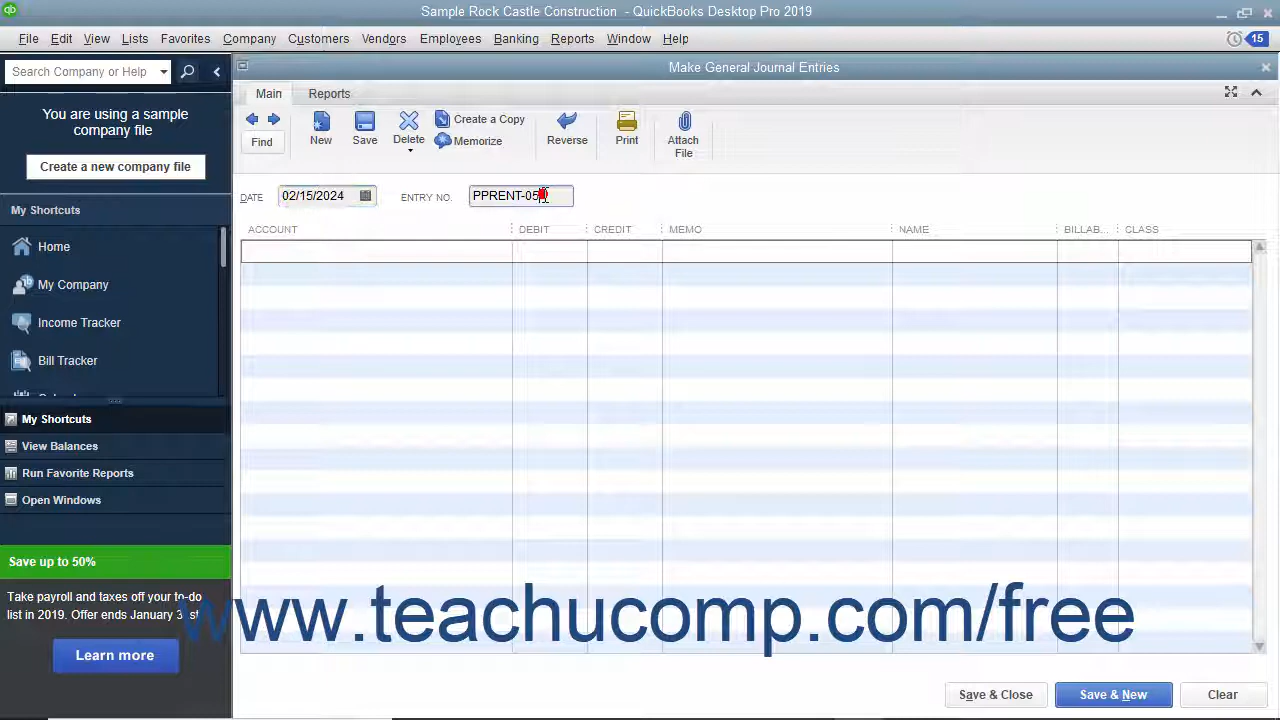 Sample Rock Castle Construction - QuickBooks Desktop Pro 2019
File Edit View Lists Favorites Company Customers Vendors Employees Banking Reports Window Help
15
Search Company or Help
Make General Journal Entries
Main Reports
You are using a sample
company file
Create a new company file
Find
New
Save
Delete
Create a Copy
Memorize
Reverse
Print
Attach
File
DATE 02/15/2024
ENTRY NO. PPRENT-05
My Shortcuts
Home
My Company
Income Tracker
Bill Tracker
ACCOUNT DEBIT CREDIT MEMO NAME BILLAB... CLASS
My Shortcuts
View Balances
Run Favorite Reports
Open Windows
Save up to 50%
Take payroll and taxes off your to-do
list in 2019. Offer ends January
Learn more
www.teachucomp.com/free
Save & Close
Save & New
Clear